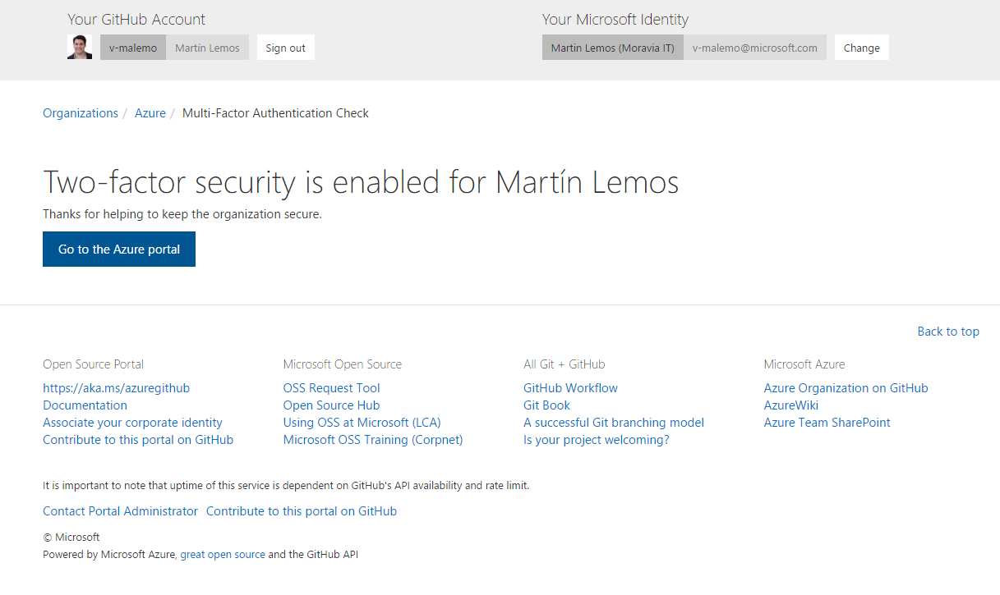 Your GitHub Account
Your Microsoft Identity
v-malemo Martín Lemos Sign out
Martin Lemos (Moravia IT) v-malemo@microsoft.com Change
Organizations / Azure / Multi-Factor Authentication Check
Two-factor security is enabled for Martín Lemos
Thanks for helping to keep the organization secure.
Go to the Azure portal
Back to top
Open Source Portal
https://aka.ms/azuregithub
Documentation
Associate your corporate identity
Contribute to this portal on GitHub
Microsoft Open Source
OSS Request Tool
Open Source Hub
Using OSS at Microsoft (LCA)
Microsoft OSS Training (Corpnet)
All Git + GitHub
GitHub Workflow
Git Book
A successful Git branching model
Is your project welcoming?
Microsoft Azure
Azure Organization on GitHub
AzureWiki
Azure Team SharePoint
It is important to note that uptime of this service is dependent on GitHub's API availability and rate limit.
Contact Portal Administrator Contribute to this portal on GitHub
© Microsoft
Powered by Microsoft Azure, great open source and the GitHub API